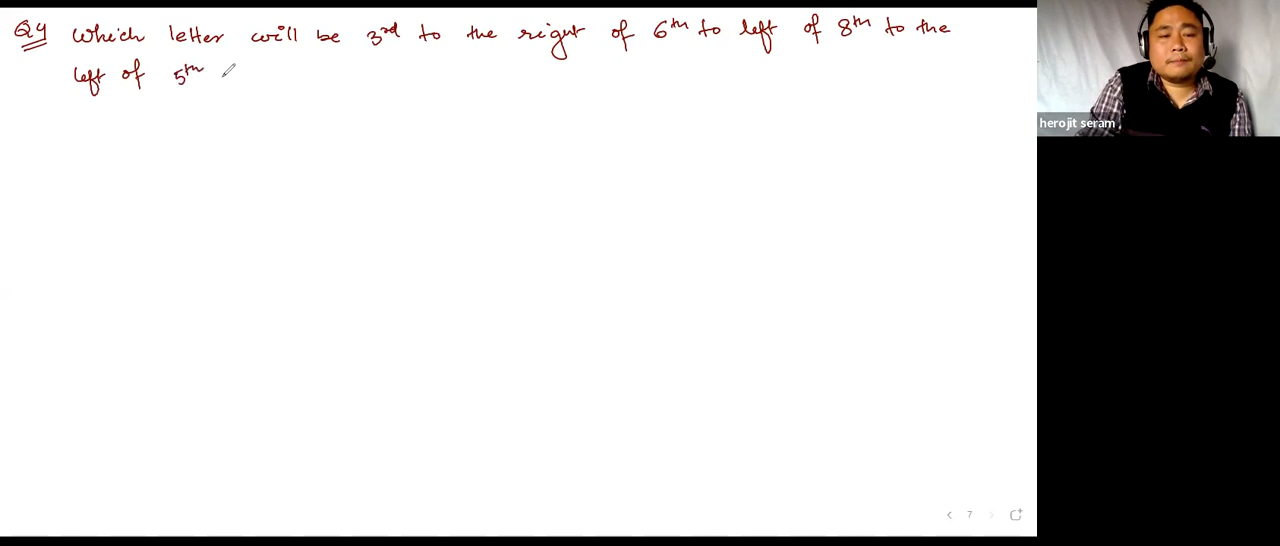 Q4 Which letter will be 3rd to the right of 6th to left of 8th to the
left of 5th
herojit seram
7